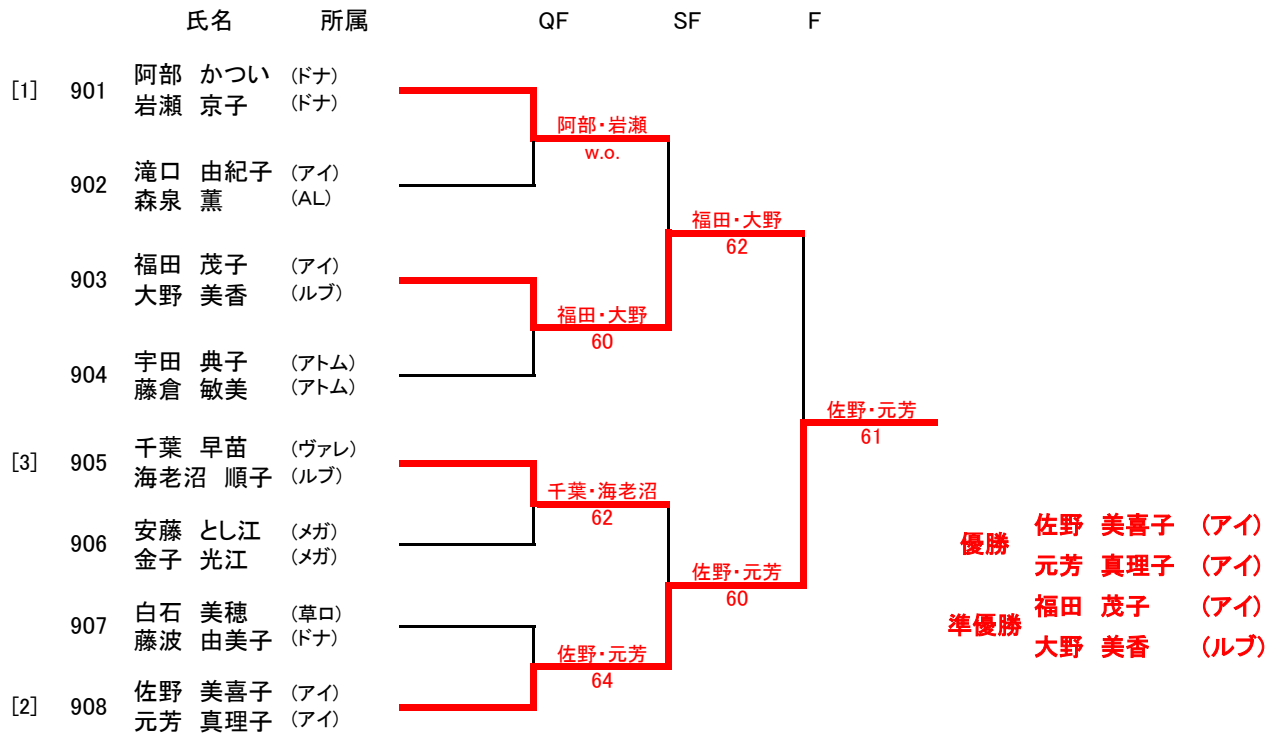 氏名 所属 QF SF F
[1] 901 阿部 かつい (ドナ)
岩瀬 京子 (ドナ)
阿部・岩瀬
w.o.
902 滝口 由紀子 (アイ)
森泉 薫 (AL)
福田・大野
62
903 福田 茂子 (アイ)
大野 美香 (ルブ)
福田・大野
60
904 宇田 典子 (アトム)
藤倉 敏美 (アトム)
佐野・元芳
61
[3] 905 千葉 早苗 (ヴァレ)
海老沼 順子 (ルブ)
千葉・海老沼
62
906 安藤 とし江 (メガ)
金子 光江 (メガ)
佐野・元芳
60
907 白石 美穂 (草ロ)
藤波 由美子 (ドナ)
佐野・元芳
64
[2] 908 佐野 美喜子 (アイ)
元芳 真理子 (アイ)
優勝 佐野 美喜子 (アイ)
元芳 真理子 (アイ)
準優勝 福田 茂子 (アイ)
大野 美香 (ルブ)